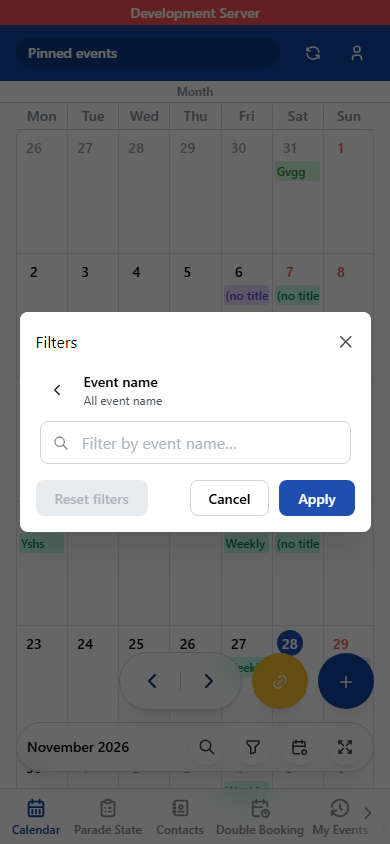 Development Server
Pinned events
Month
Mon Tue Wed Thu Fri Sat Sun
26 27 28 29 30 31 1
Gvgg
2 3 4 5 6 7 8
(no title (no title
Filters
Event name
All event name
Filter by event name...
Reset filters Cancel Apply
Yshs Weekly (no title
23 24 25 26 27 28 29
November 2026
30
Weekly
Calendar Parade State Contacts Double Booking My Events